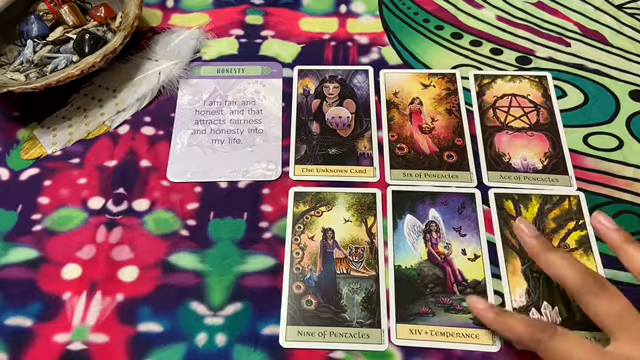 HONESTY
I am fair and
honest, and that
attracts fairness
and honesty into
my life.
The Unknown Card
Six of Pentacles
Ace of Pentacles
Nine of Pentacles
XIV + Temperance